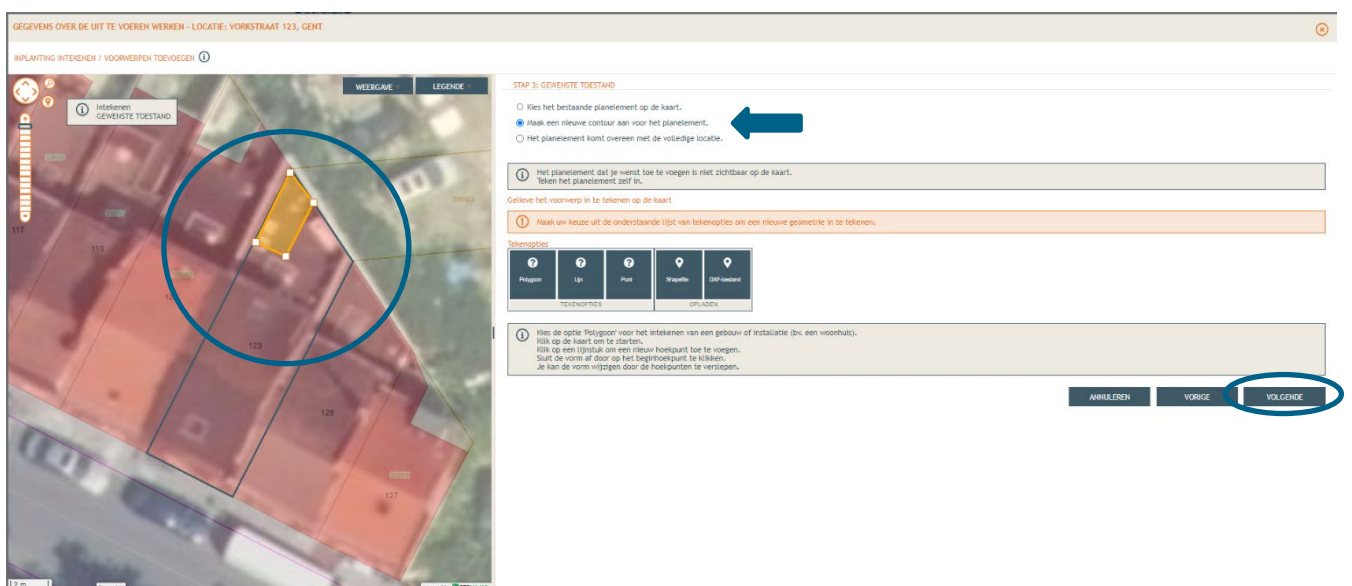 GEGEVENS OVER DE UIT TE VOEREN WERKEN - LOCATIE: VORKSTRAAT 123, GENT
INPLANTING INTEKENEN / VOORWERPEN TOEVOEGEN
WEERGAVE
LEGENDE
Intekenen
GEWENSTE TOESTAND
117
119
123
125
127
2 m
STAP 3: GEWENSTE TOESTAND
Kies het bestaande planelement op de kaart.
Maak een nieuwe contour aan voor het planelement.
Het planelement komt overeen met de volledige locatie.
Het planelement dat je wenst toe te voegen is niet zichtbaar op de kaart.
Teken het planelement zelf in.
Gelieve het voorwerp in te tekenen op de kaart
Maak uw keuze uit de onderstaande lijst van tekenopties om een nieuwe geometrie in te tekenen.
Tekenopties
Polygoon Lijn Punt Shapefile DXF-bestand
TEKENOPTIES OPLADEN
Kies de optie 'Polygoon' voor het intekenen van een gebouw of installatie (bv. een woonhuis).
Klik op de kaart om te starten.
Klik op een lijnstuk om een nieuw hoekpunt toe te voegen.
Sluit de vorm af door op het beginhoekpunt te klikken.
Je kan de vorm wijzigen door de hoekpunten te verslepen.
ANNULEREN VORIGE VOLGENDE